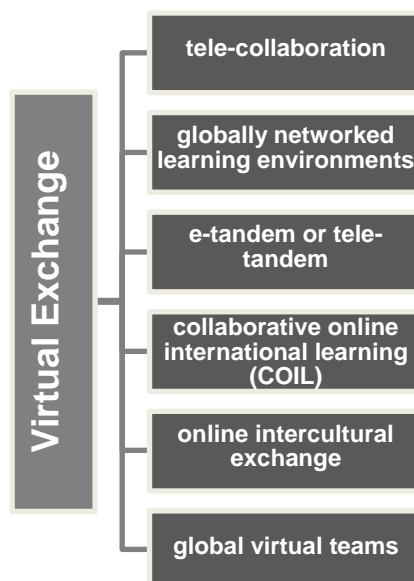 Virtual Exchange
tele-collaboration
globally networked
learning environments
e-tandem or tele-
tandem
collaborative online
international learning
(COIL)
online intercultural
exchange
global virtual teams